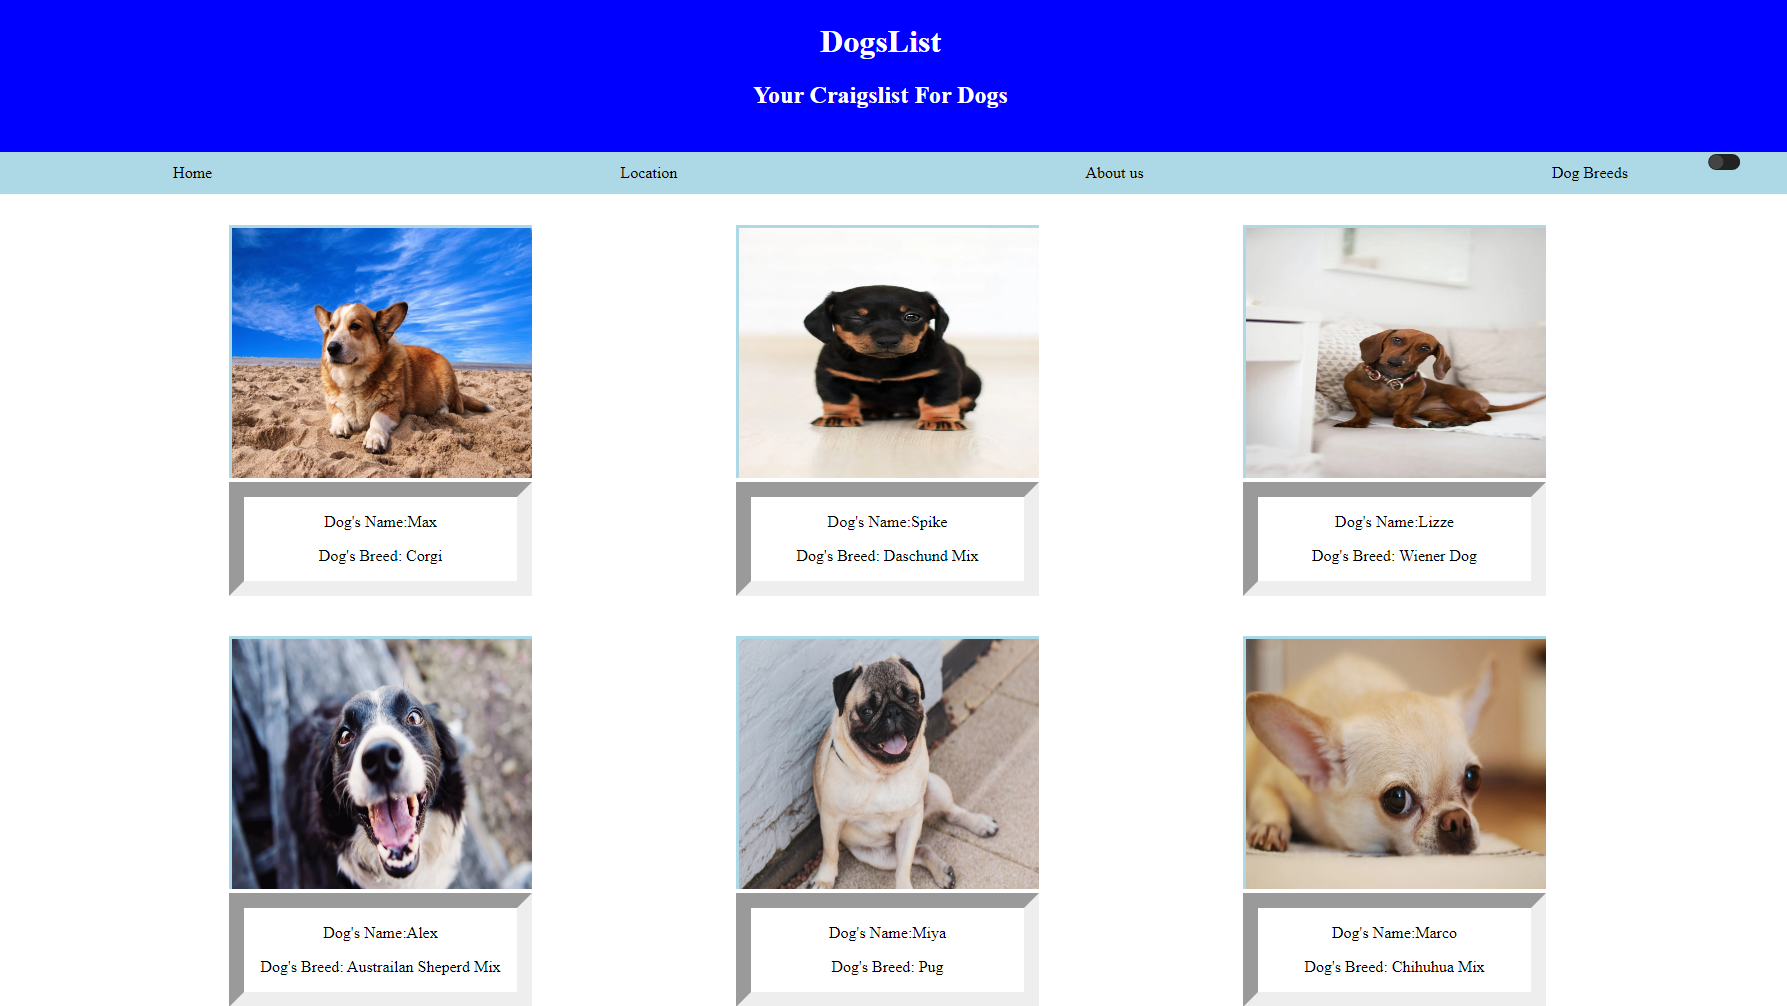 DogsList
Your Craigslist For Dogs
Home Location About us Dog Breeds
Dog's Name:Max
Dog's Breed: Corgi
Dog's Name:Spike
Dog's Breed: Daschund Mix
Dog's Name:Lizze
Dog's Breed: Wiener Dog
Dog's Name:Alex
Dog's Breed: Austrailan Sheperd Mix
Dog's Name:Miya
Dog's Breed: Pug
Dog's Name:Marco
Dog's Breed: Chihuhua Mix